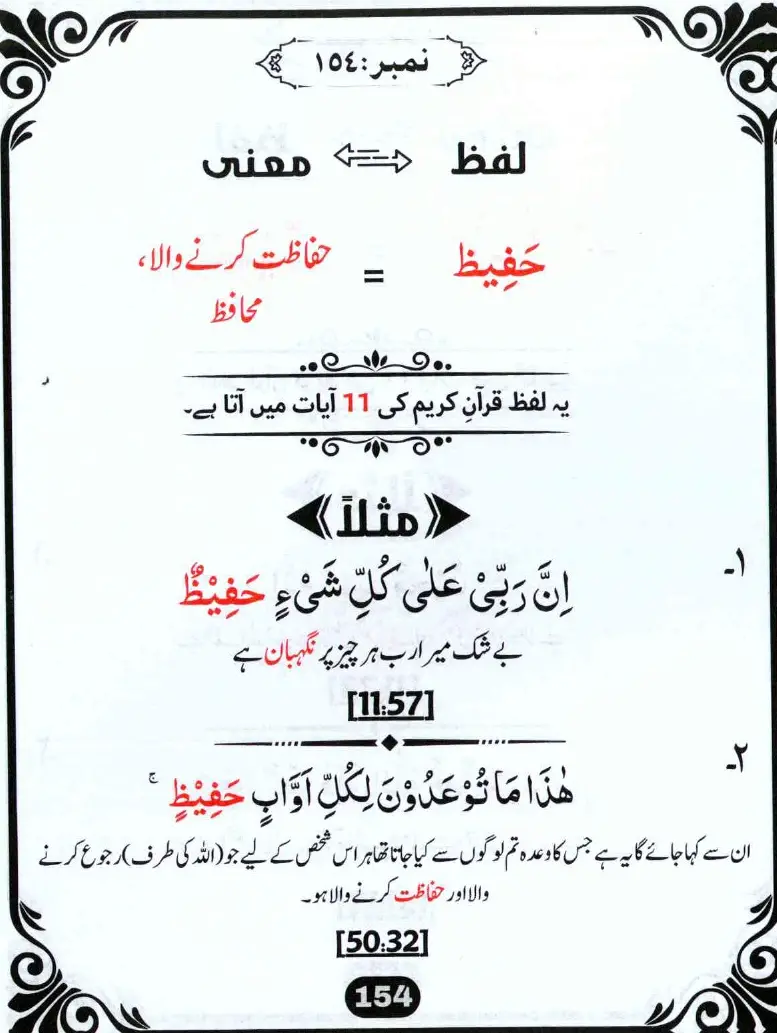 نمبر:١٥٤
لفظ ⇐⇒ معنی
حَفِیظ = حفاظت کرنے والا،
محافظ
یہ لفظ قرآنِ کریم کی 11 آیات میں آتا ہے۔
مثلاً
١۔
اِنَّ رَبِّیْ عَلٰی کُلِّ شَیْءٍ حَفِیْظٌ
بے شک میرا رب ہر چیز پر نگہبان ہے
[11:57]
٢۔
هٰذَا مَا تُوْعَدُوْنَ لِکُلِّ اَوَّابٍ حَفِیْظٍ ۚ
ان سے کہا جائے گا یہ ہے جس کا وعدہ تم لوگوں سے کیا جاتا تھا ہر اس شخص کے لیے جو (اللہ کی طرف) رجوع کرنے
والا اور حفاظت کرنے والا ہو۔
[50:32]
154